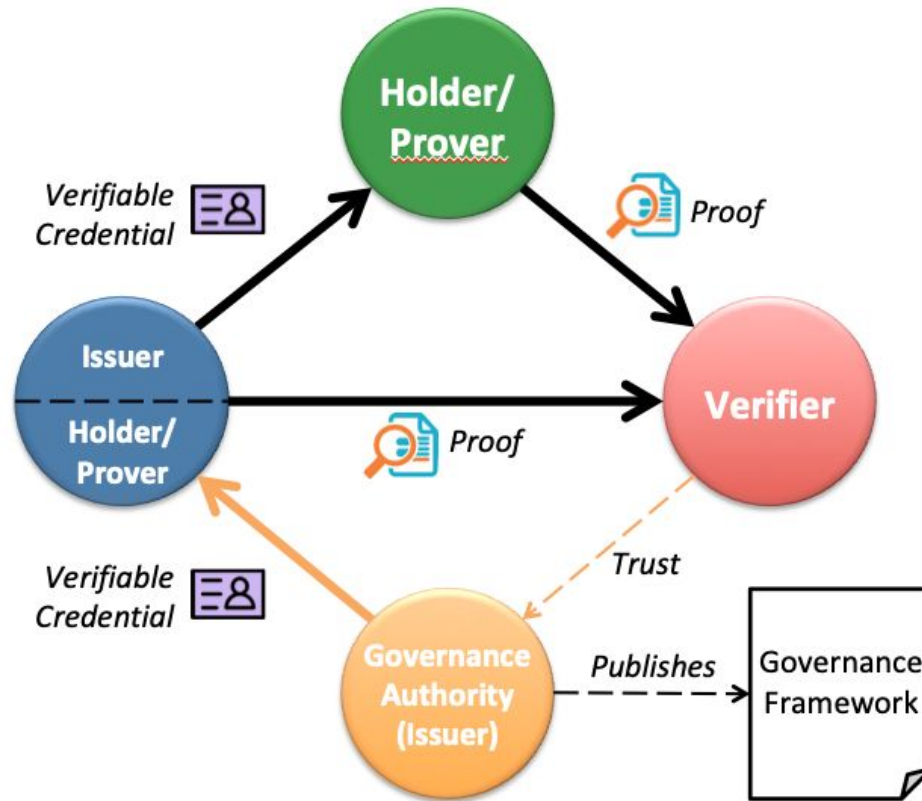 Holder/
Prover
Verifiable
Credential
Proof
Issuer
Holder/
Prover
Proof
Verifier
Verifiable
Credential
Trust
Governance
Authority
(Issuer)
Publishes
Governance
Framework